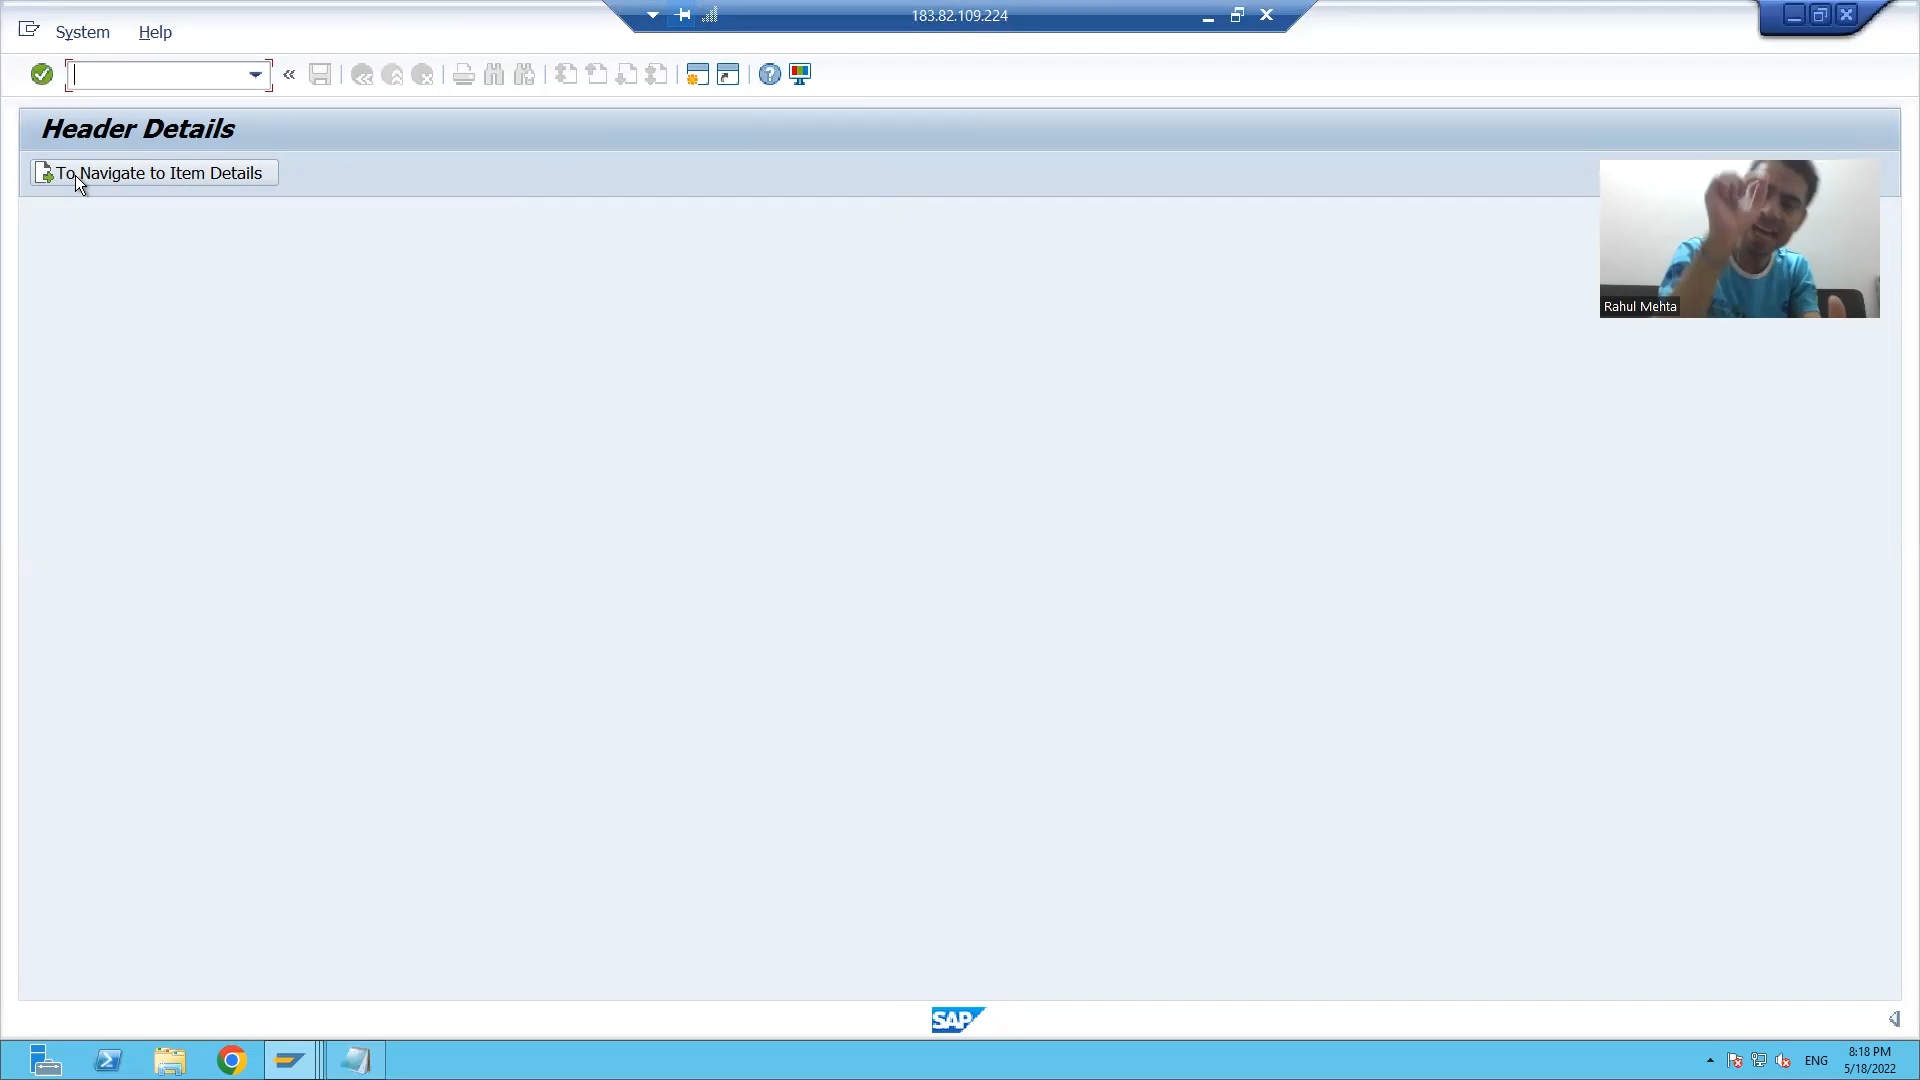 183.82.109.224
System Help
Header Details
To Navigate to Item Details
Rahul Mehta
SAP
ENG
8:18 PM
5/18/2022